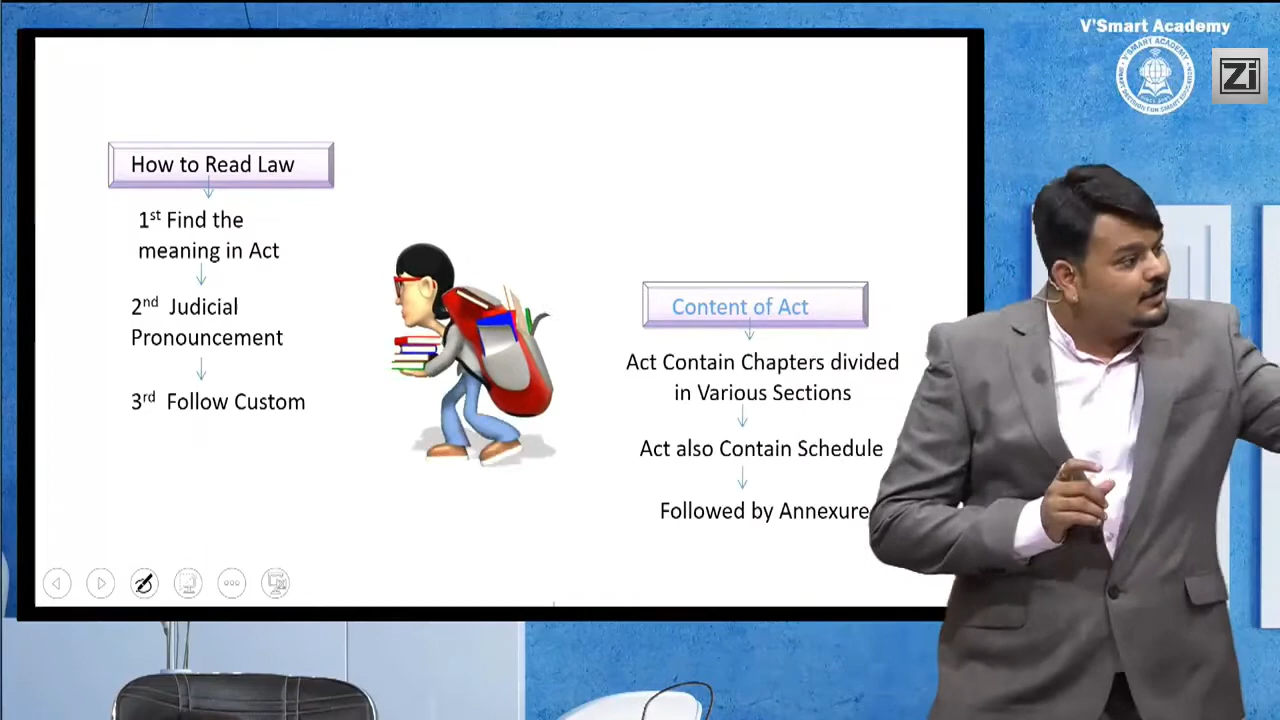 V'Smart Academy
Zi
How to Read Law
1st Find the
meaning in Act
2nd Judicial
Pronouncement
3rd Follow Custom
Content of Act
Act Contain Chapters divided
in Various Sections
Act also Contain Schedule
Followed by Annexure